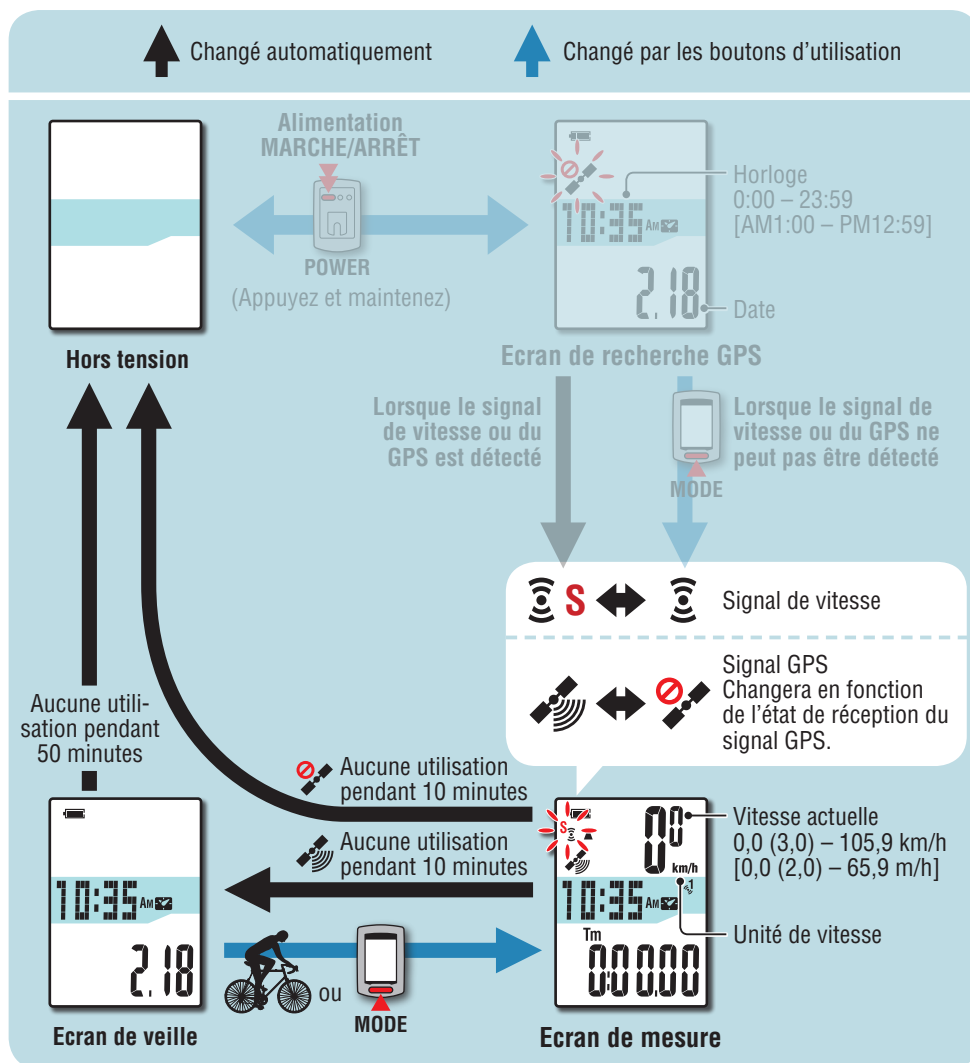 Changé automatiquement
Changé par les boutons d'utilisation
Alimentation
MARCHE/ARRÊT
POWER
(Appuyez et maintenez)
Hors tension
10:35 AM
2.18
Horloge
0:00 – 23:59
[AM1:00 – PM12:59]
Date
Ecran de recherche GPS
Lorsque le signal
de vitesse ou du
GPS est détecté
Lorsque le signal de
vitesse ou du GPS ne
peut pas être détecté
MODE
S
Signal de vitesse
Signal GPS
Changera en fonction
de l'état de réception du
signal GPS.
Aucune utili-
sation pendant
50 minutes
Aucune utilisation
pendant 10 minutes
Aucune utilisation
pendant 10 minutes
10:35 AM
2.18
Ecran de veille
ou
MODE
S
0.0
km/h
10:35 AM
1
Tm
0:00.00
Ecran de mesure
Vitesse actuelle
0,0 (3,0) – 105,9 km/h
[0,0 (2,0) – 65,9 m/h]
Unité de vitesse